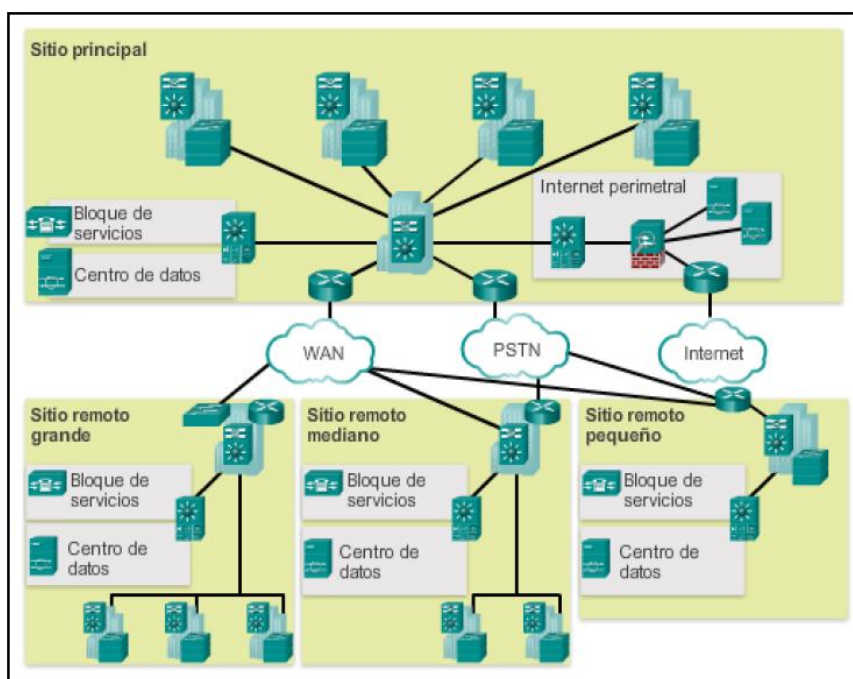 Sitio principal
Internet perimetral
Bloque de
servicios
Centro de datos
WAN
PSTN
Internet
Sitio remoto
grande
Bloque de
servicios
Centro de
datos
Sitio remoto
mediano
Bloque de
servicios
Centro de
datos
Sitio remoto
pequeño
Bloque de
servicios
Centro de
datos